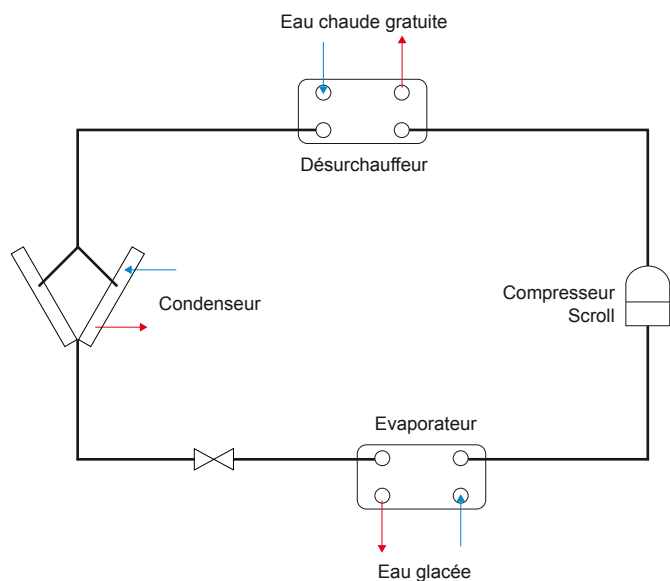 Eau chaude gratuite
Désurchauffeur
Condenseur
Compresseur
Scroll
Evaporateur
Eau glacée